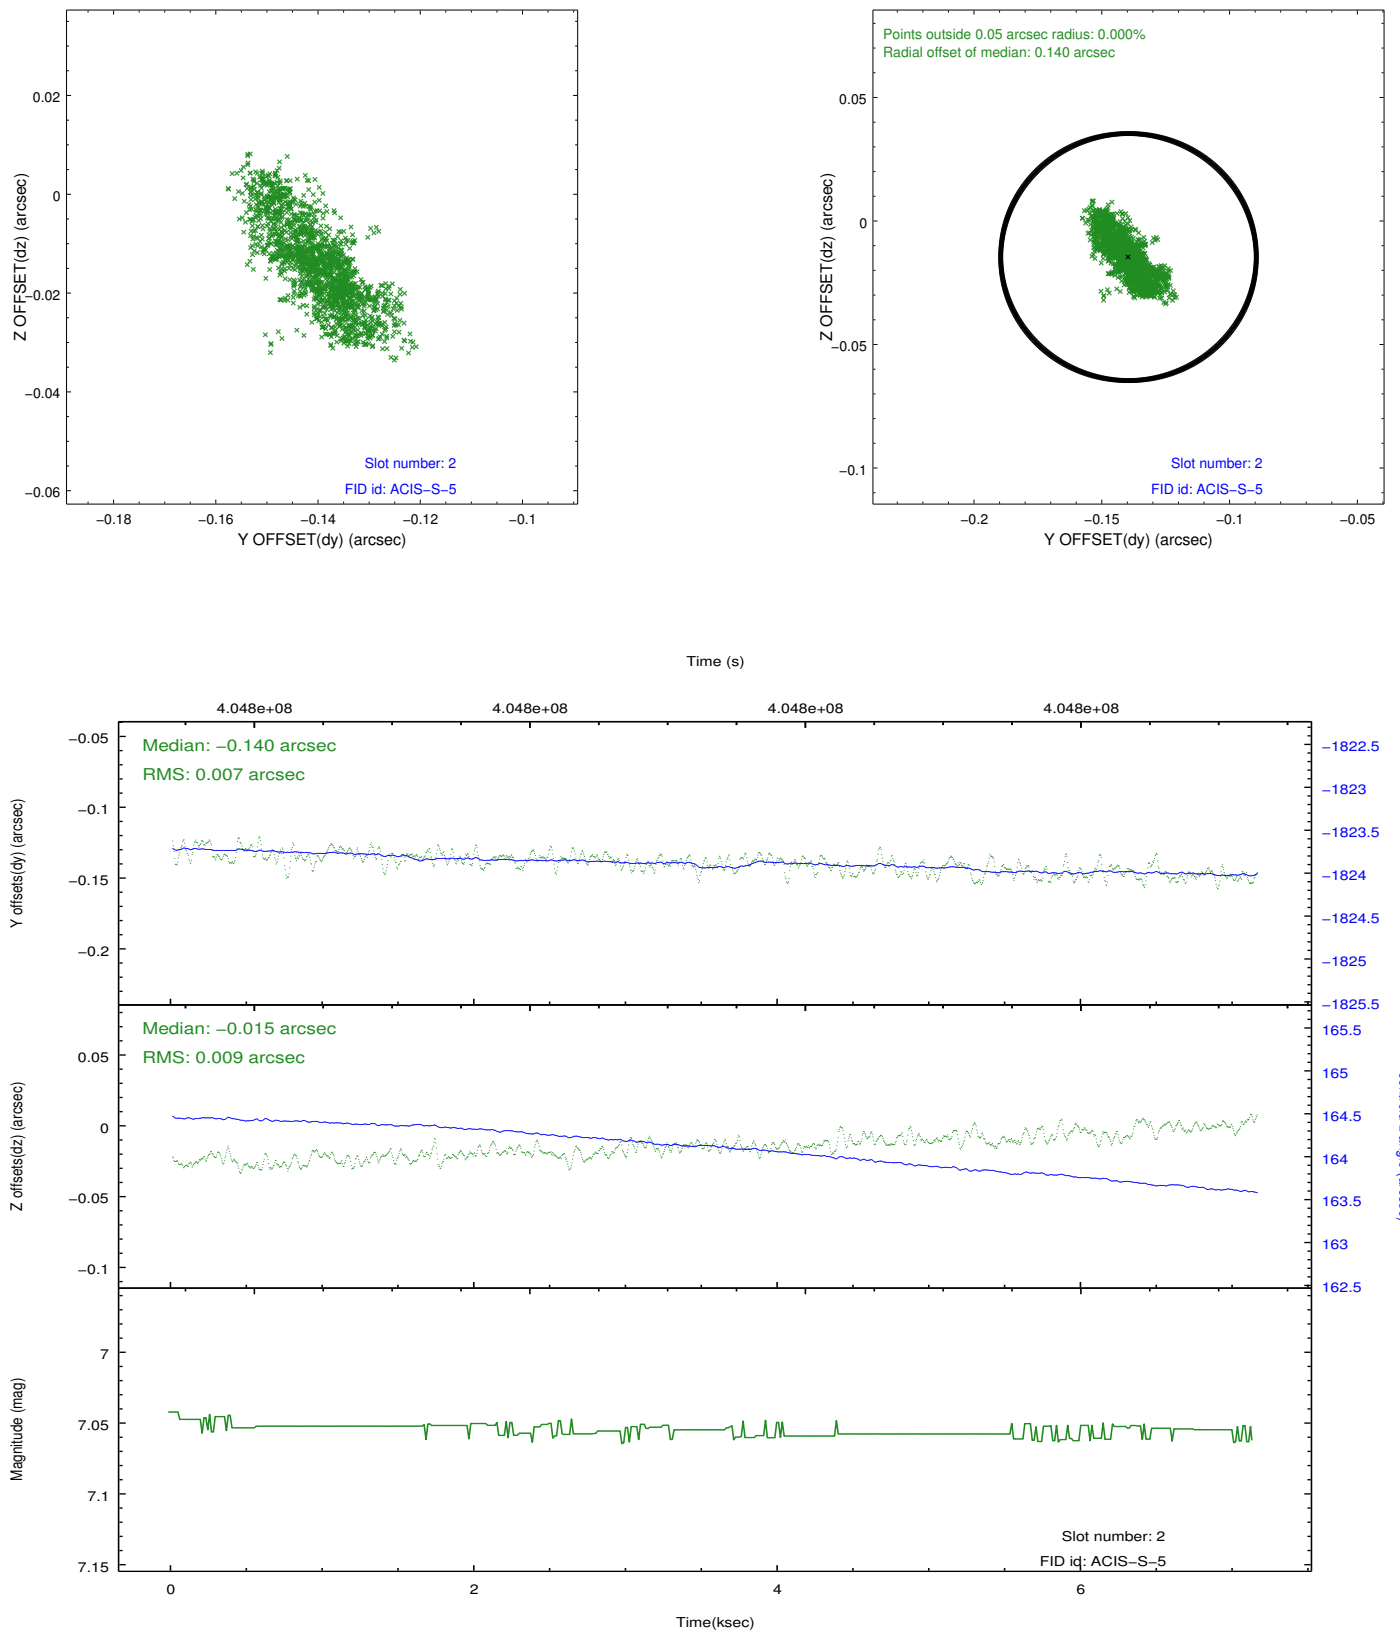 0.02
0
−0.02
−0.04
−0.06
Z OFFSET(dz) (arcsec)
Slot number: 2
FID id: ACIS−S−5
−0.18
−0.16
−0.14
−0.12
−0.1
Y OFFSET(dy) (arcsec)
Points outside 0.05 arcsec radius: 0.000%
Radial offset of median: 0.140 arcsec
0.05
0
−0.05
−0.1
Z OFFSET(dz) (arcsec)
Slot number: 2
FID id: ACIS−S−5
−0.2
−0.15
−0.1
−0.05
Y OFFSET(dy) (arcsec)
Time (s)
4.048e+08
4.048e+08
4.048e+08
4.048e+08
Median: −0.140 arcsec
RMS: 0.007 arcsec
−0.05
−0.1
−0.15
−0.2
Y offsets(dy) (arcsec)
−1822.5
−1823
−1823.5
−1824
−1824.5
−1825
−1825.5
Median: −0.015 arcsec
RMS: 0.009 arcsec
0.05
0
−0.05
−0.1
Z offsets(dz) (arcsec)
165.5
165
164.5
164
163.5
163
162.5
7
7.05
7.1
7.15
Magnitude (mag)
Slot number: 2
FID id: ACIS−S−5
0
2
4
6
Time(ksec)